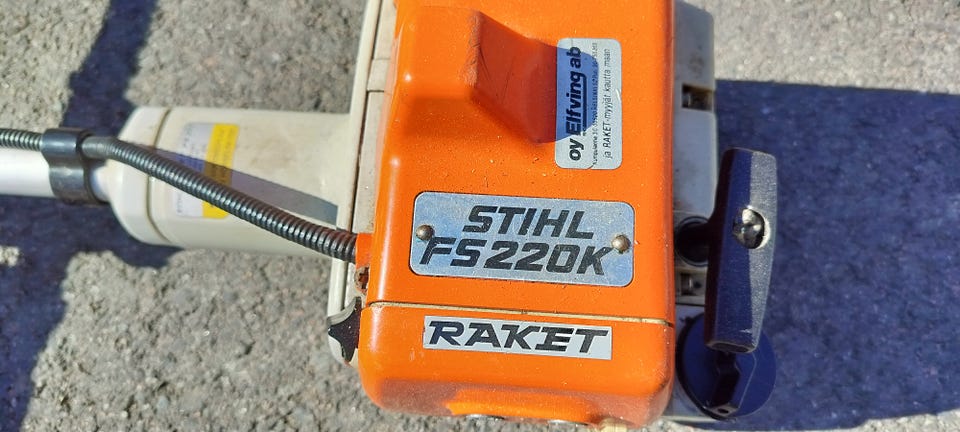 oy Elfving ab
ja RAKET-myyjät kautta maan
STIHL
FS220K
RAKET